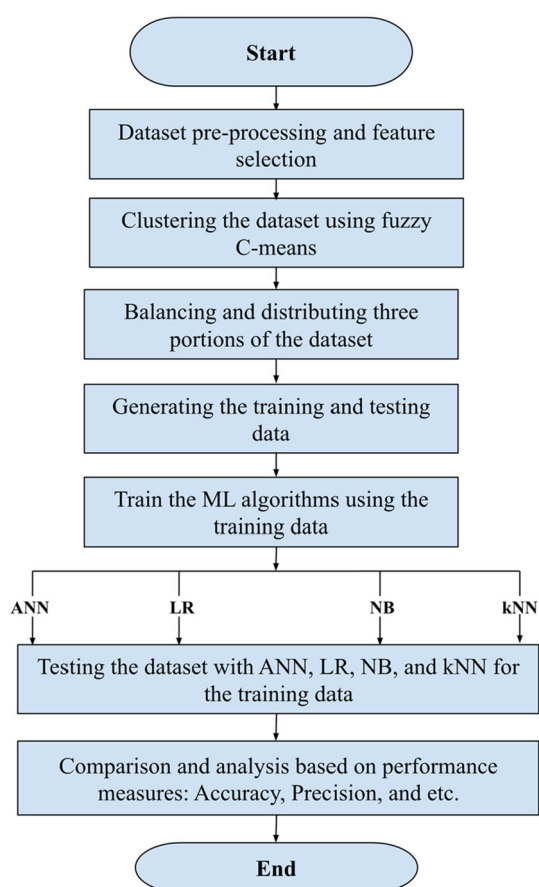 Start
Dataset pre-processing and feature
selection
Clustering the dataset using fuzzy
C-means
Balancing and distributing three
portions of the dataset
Generating the training and testing
data
Train the ML algorithms using the
training data
ANN LR NB kNN
Testing the dataset with ANN, LR, NB, and kNN for
the training data
Comparison and analysis based on performance
measures: Accuracy, Precision, and etc.
End